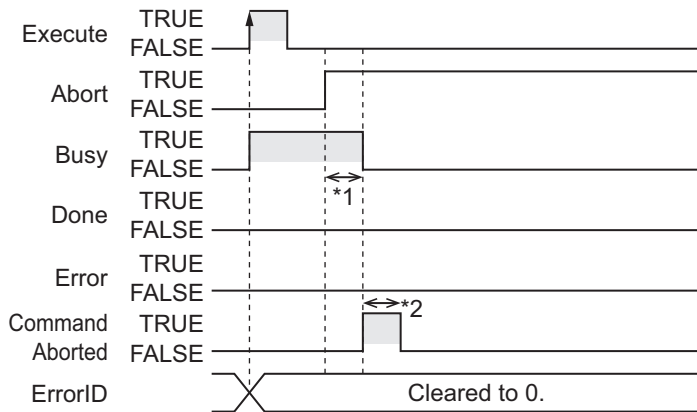 Execute TRUE
FALSE
Abort TRUE
FALSE
Busy TRUE
FALSE
*1
Done TRUE
FALSE
Error TRUE
FALSE
*2
Command TRUE
Aborted FALSE
ErrorID Cleared to 0.